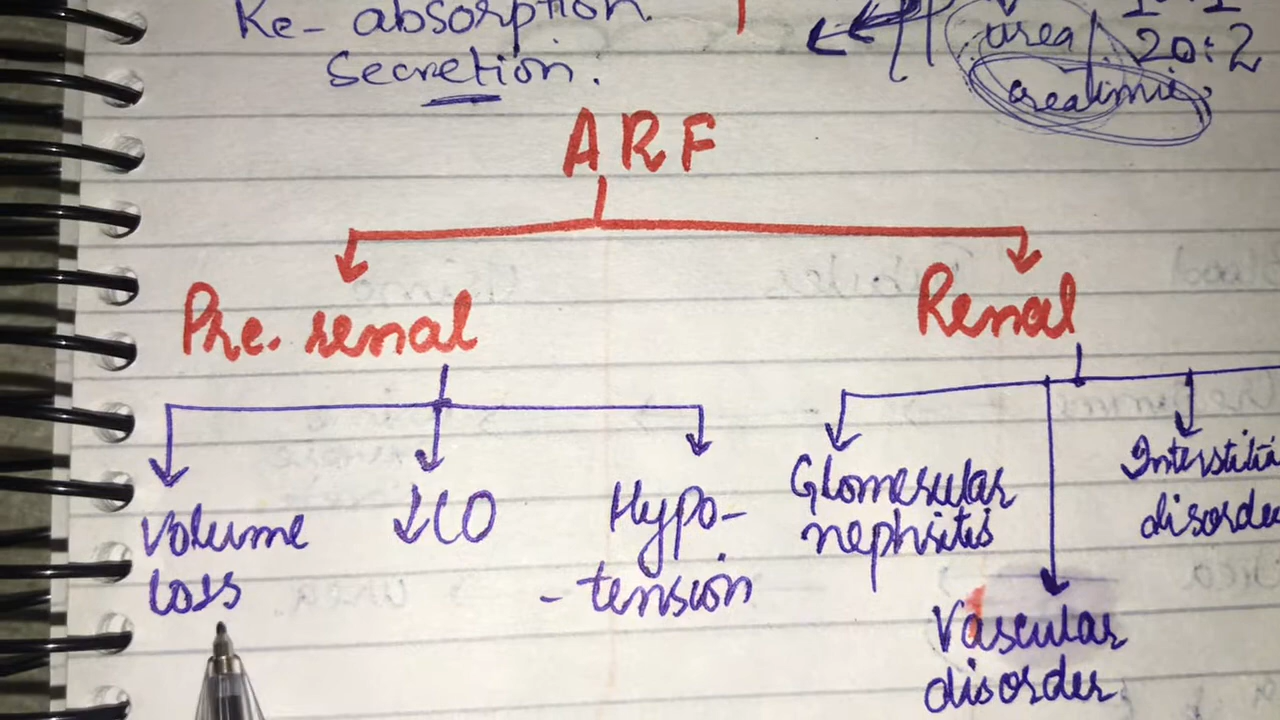 Re-absorption
Secretion.
urea
creatinine
20:2
ARF
Pre. renal
Renal
Volume
loss
↓CO
Hypo-
-tension
Glomerular
nephritis
Vascular
disorder
Interstitia
disorde